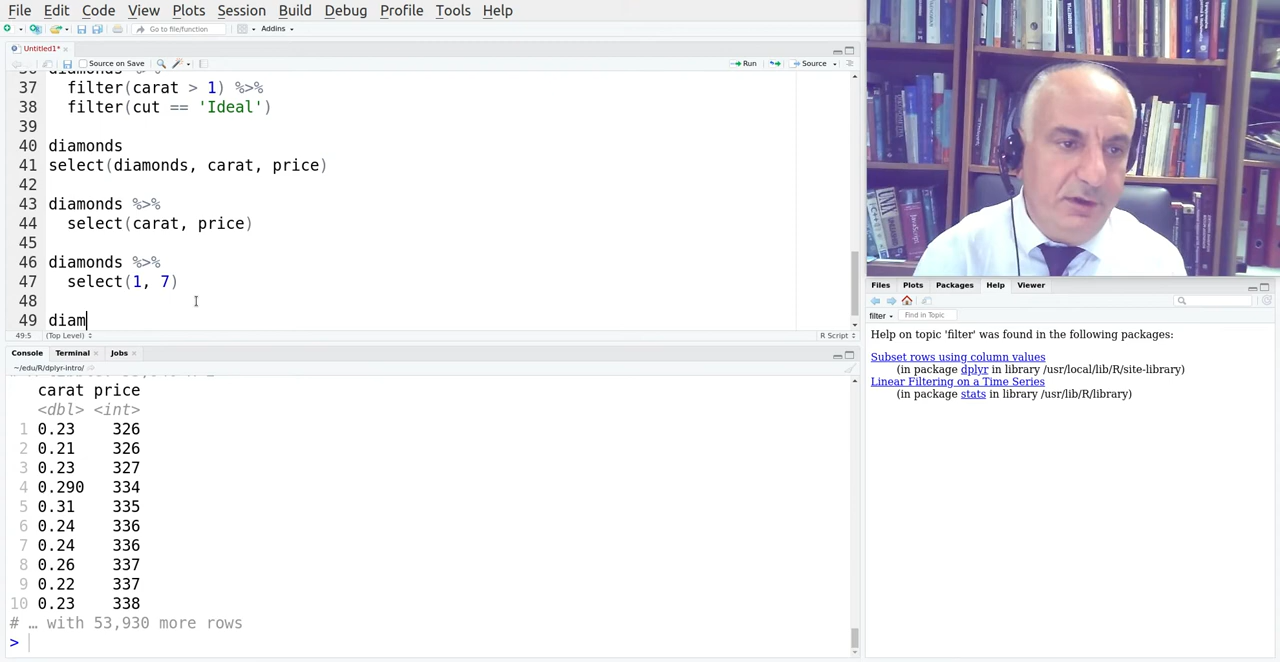 File Edit Code View Plots Session Build Debug Profile Tools Help
Go to file/function Addins
Untitled1*
Source on Save Run Source
diamonds %>%
37 filter(carat > 1) %>%
38 filter(cut == 'Ideal')
39
40 diamonds
41 select(diamonds, carat, price)
42
43 diamonds %>%
44 select(carat, price)
45
46 diamonds %>%
47 select(1, 7)
48
49 diam
49:5 (Top Level) R Script
Console Terminal Jobs
~/edu/R/dplyr-intro/
carat price
<dbl> <int>
1 0.23 326
2 0.21 326
3 0.23 327
4 0.290 334
5 0.31 335
6 0.24 336
7 0.24 336
8 0.26 337
9 0.22 337
10 0.23 338
# … with 53,930 more rows
>
UNIX
JavaScript
Files Plots Packages Help Viewer
filter Find in Topic
Help on topic 'filter' was found in the following packages:
Subset rows using column values
(in package dplyr in library /usr/local/lib/R/site-library)
Linear Filtering on a Time Series
(in package stats in library /usr/lib/R/library)